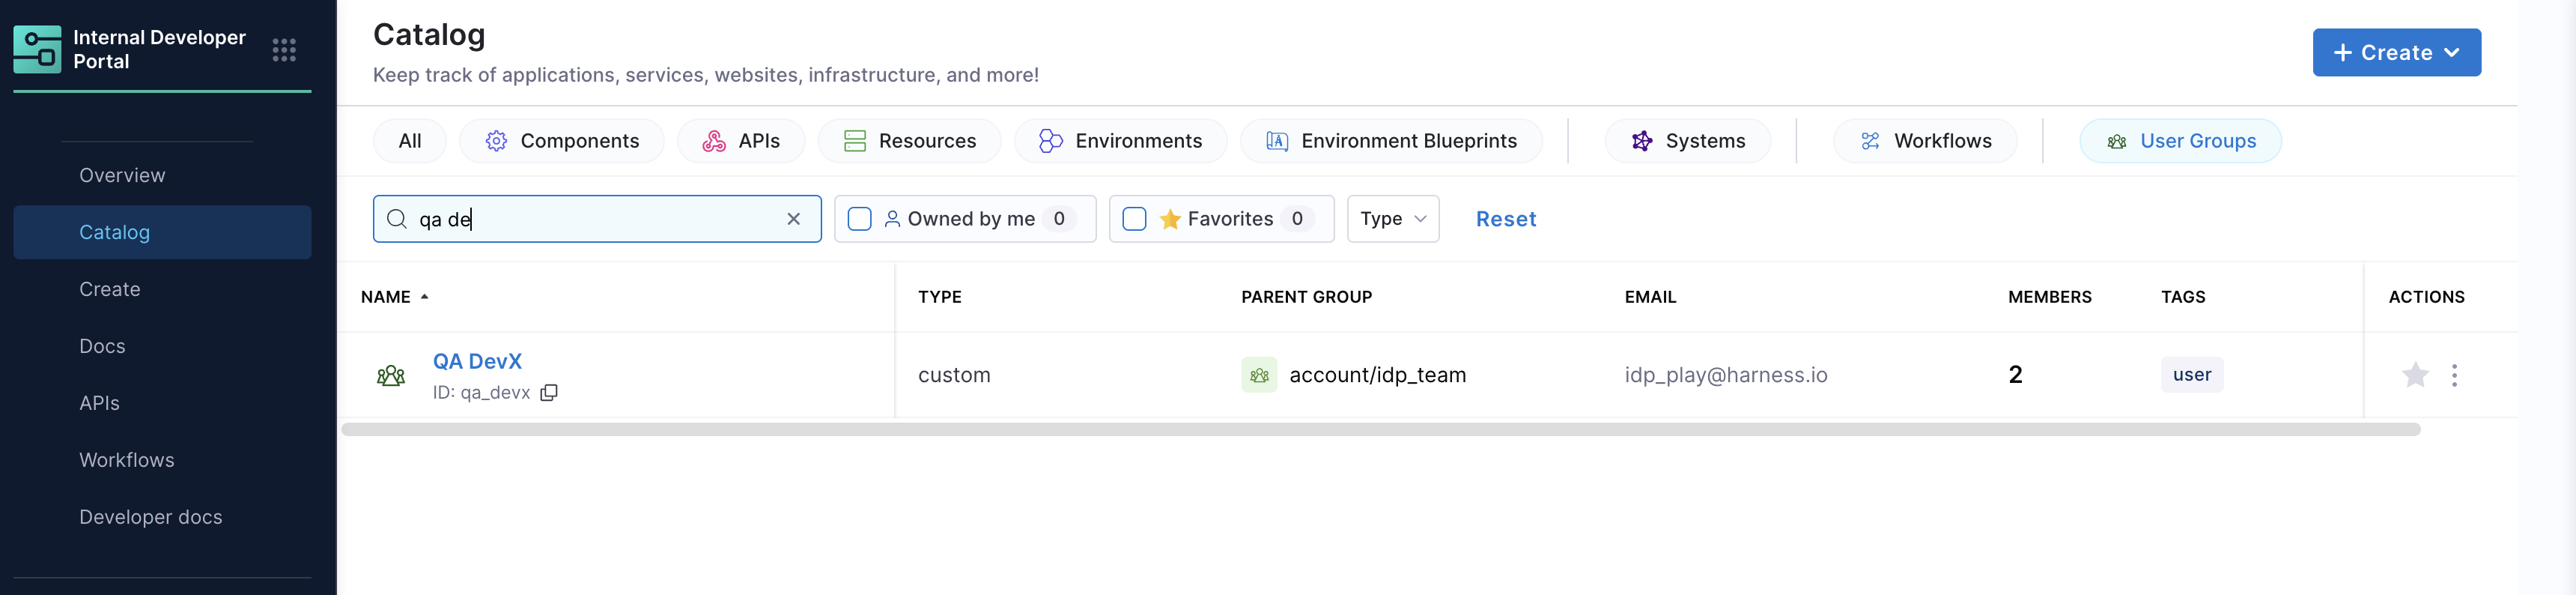 Internal Developer
Portal
Overview
Catalog
Create
Docs
APIs
Workflows
Developer docs
Catalog
Keep track of applications, services, websites, infrastructure, and more!
+ Create
All Components APIs Resources Environments Environment Blueprints Systems Workflows User Groups
qa de Owned by me 0 Favorites 0 Type Reset
NAME TYPE PARENT GROUP EMAIL MEMBERS TAGS ACTIONS
QA DevX
ID: qa_devx
custom account/idp_team idp_play@harness.io 2 user